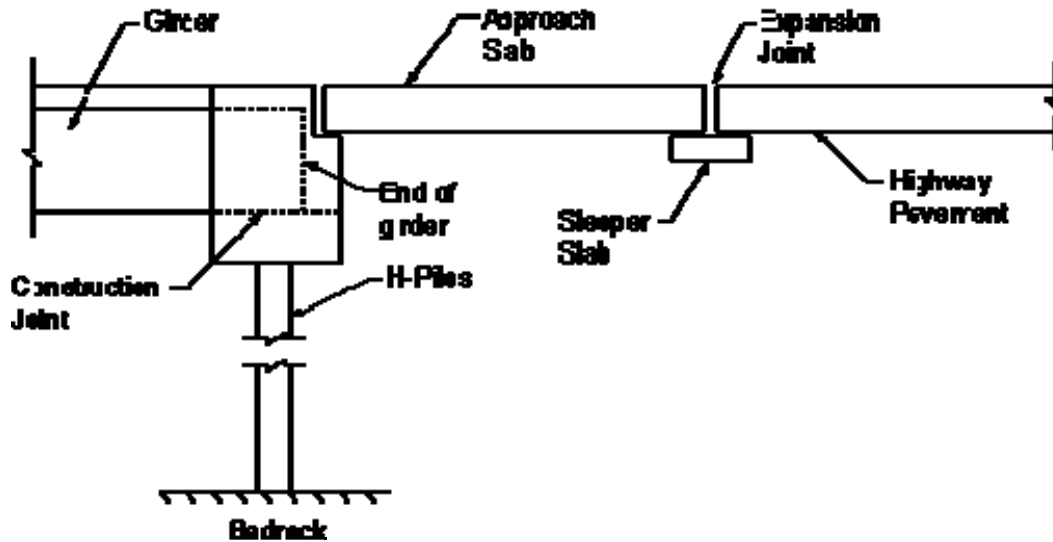 Girder
Approach
Slab
Expansion
Joint
End of
girder
Highway
Pavement
Sleeper
Slab
Construction
Joint
H-Piles
Bedrock